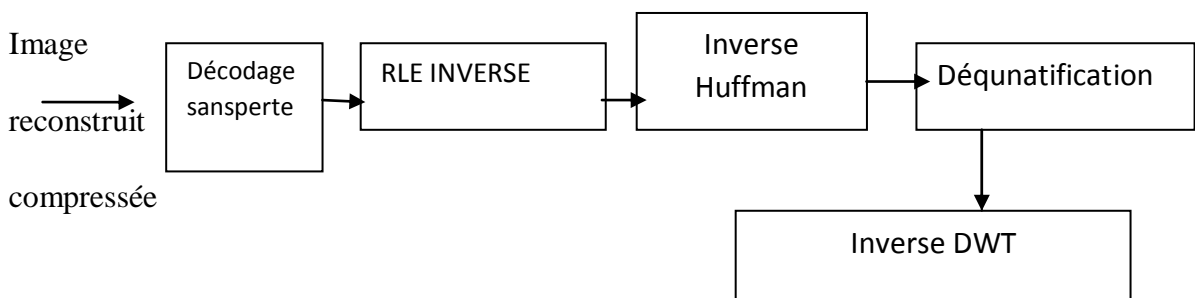 Image
reconstruit
compressée
Décodage
sansperte
RLE INVERSE
Inverse
Huffman
Déqunatification
Inverse DWT